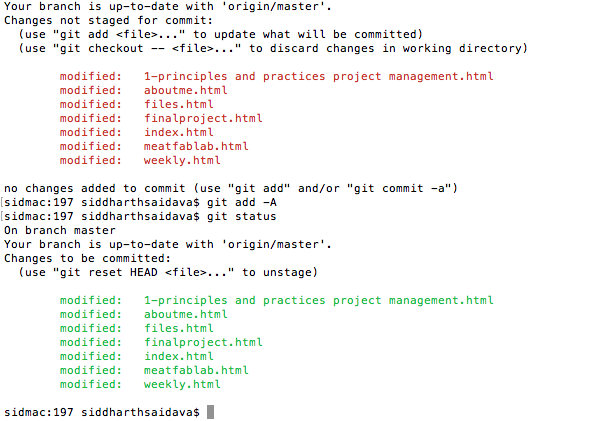 Your branch is up-to-date with 'origin/master'.
Changes not staged for commit:
  (use "git add <file>..." to update what will be committed)
  (use "git checkout -- <file>..." to discard changes in working directory)

        modified:   1-principles and practices project management.html
        modified:   aboutme.html
        modified:   files.html
        modified:   finalproject.html
        modified:   index.html
        modified:   meatfablab.html
        modified:   weekly.html

no changes added to commit (use "git add" and/or "git commit -a")
[sidmac:197 siddharthsaidava$ git add -A
[sidmac:197 siddharthsaidava$ git status
On branch master
Your branch is up-to-date with 'origin/master'.
Changes to be committed:
  (use "git reset HEAD <file>..." to unstage)

        modified:   1-principles and practices project management.html
        modified:   aboutme.html
        modified:   files.html
        modified:   finalproject.html
        modified:   index.html
        modified:   meatfablab.html
        modified:   weekly.html

sidmac:197 siddharthsaidava$